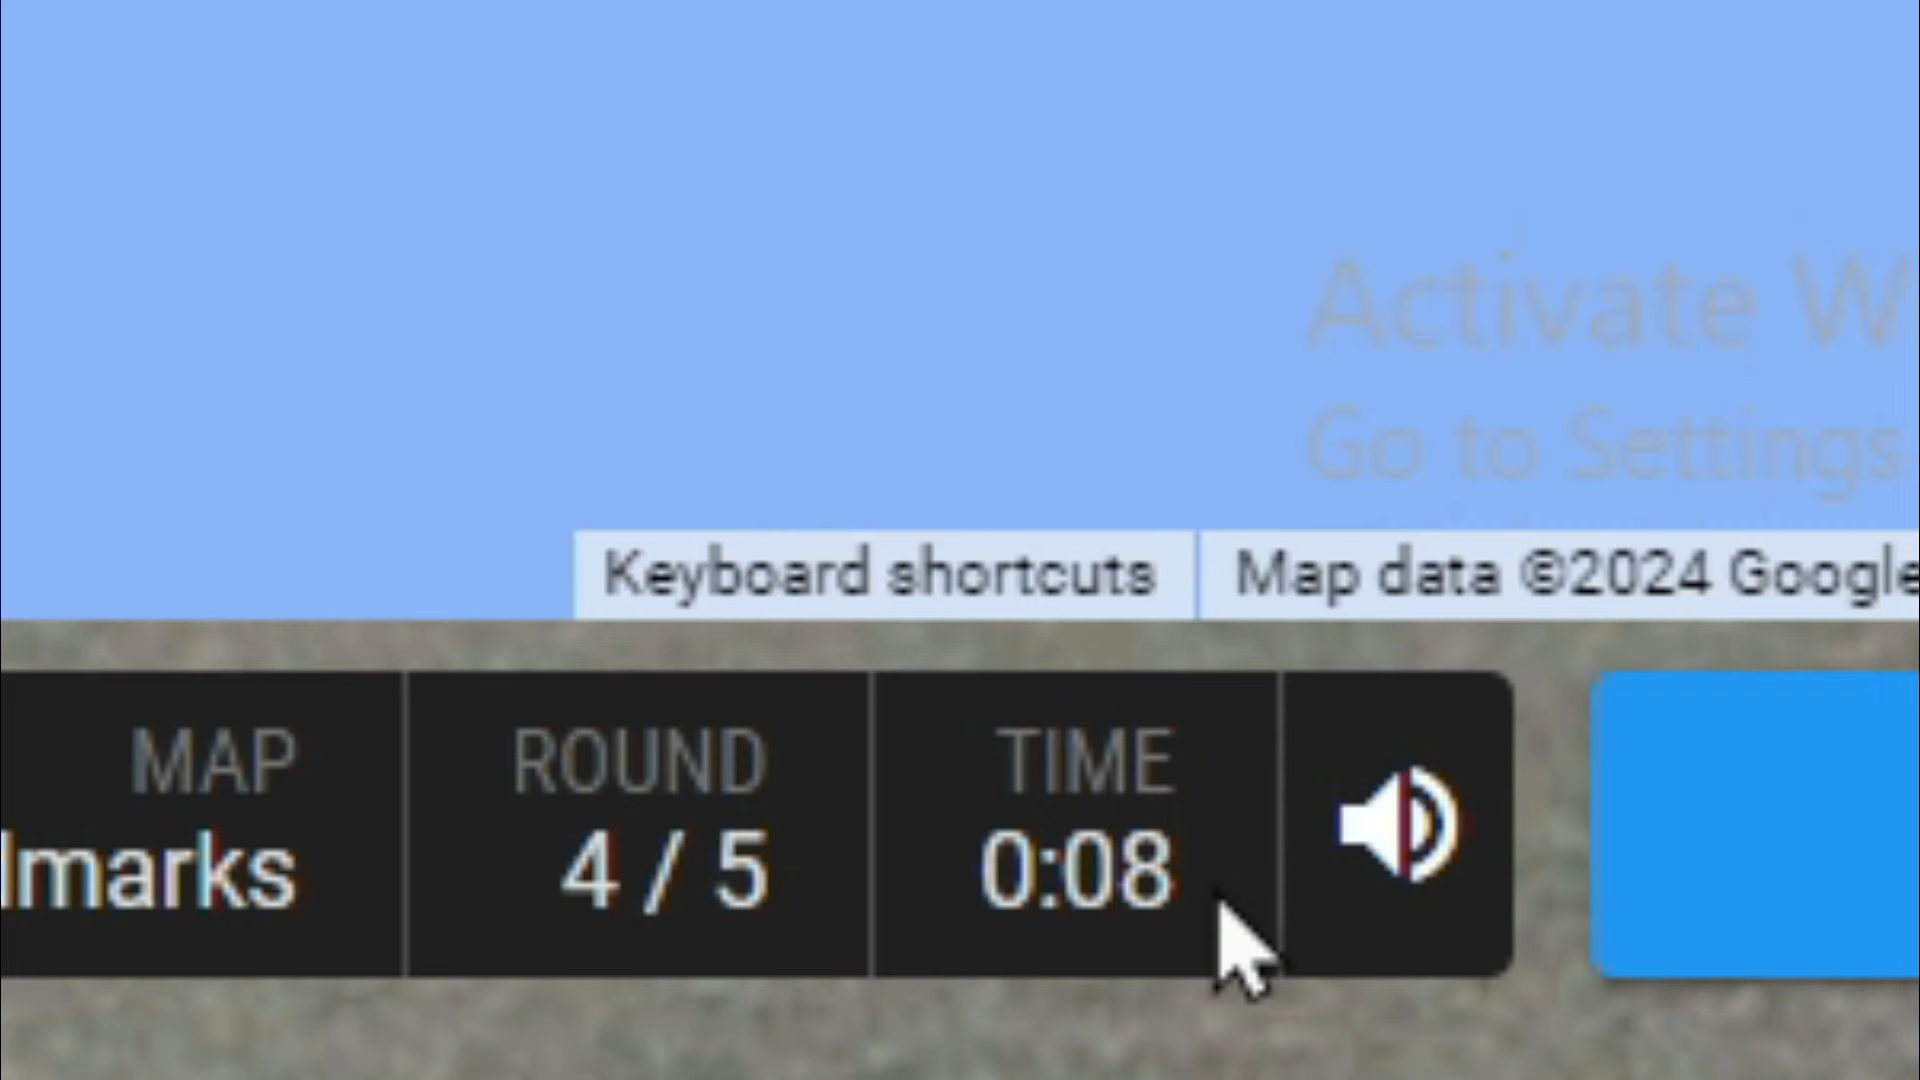 Activate W
Go to Settings
Keyboard shortcuts
Map data ©2024 Google
MAP
lmarks
ROUND
4 / 5
TIME
0:08